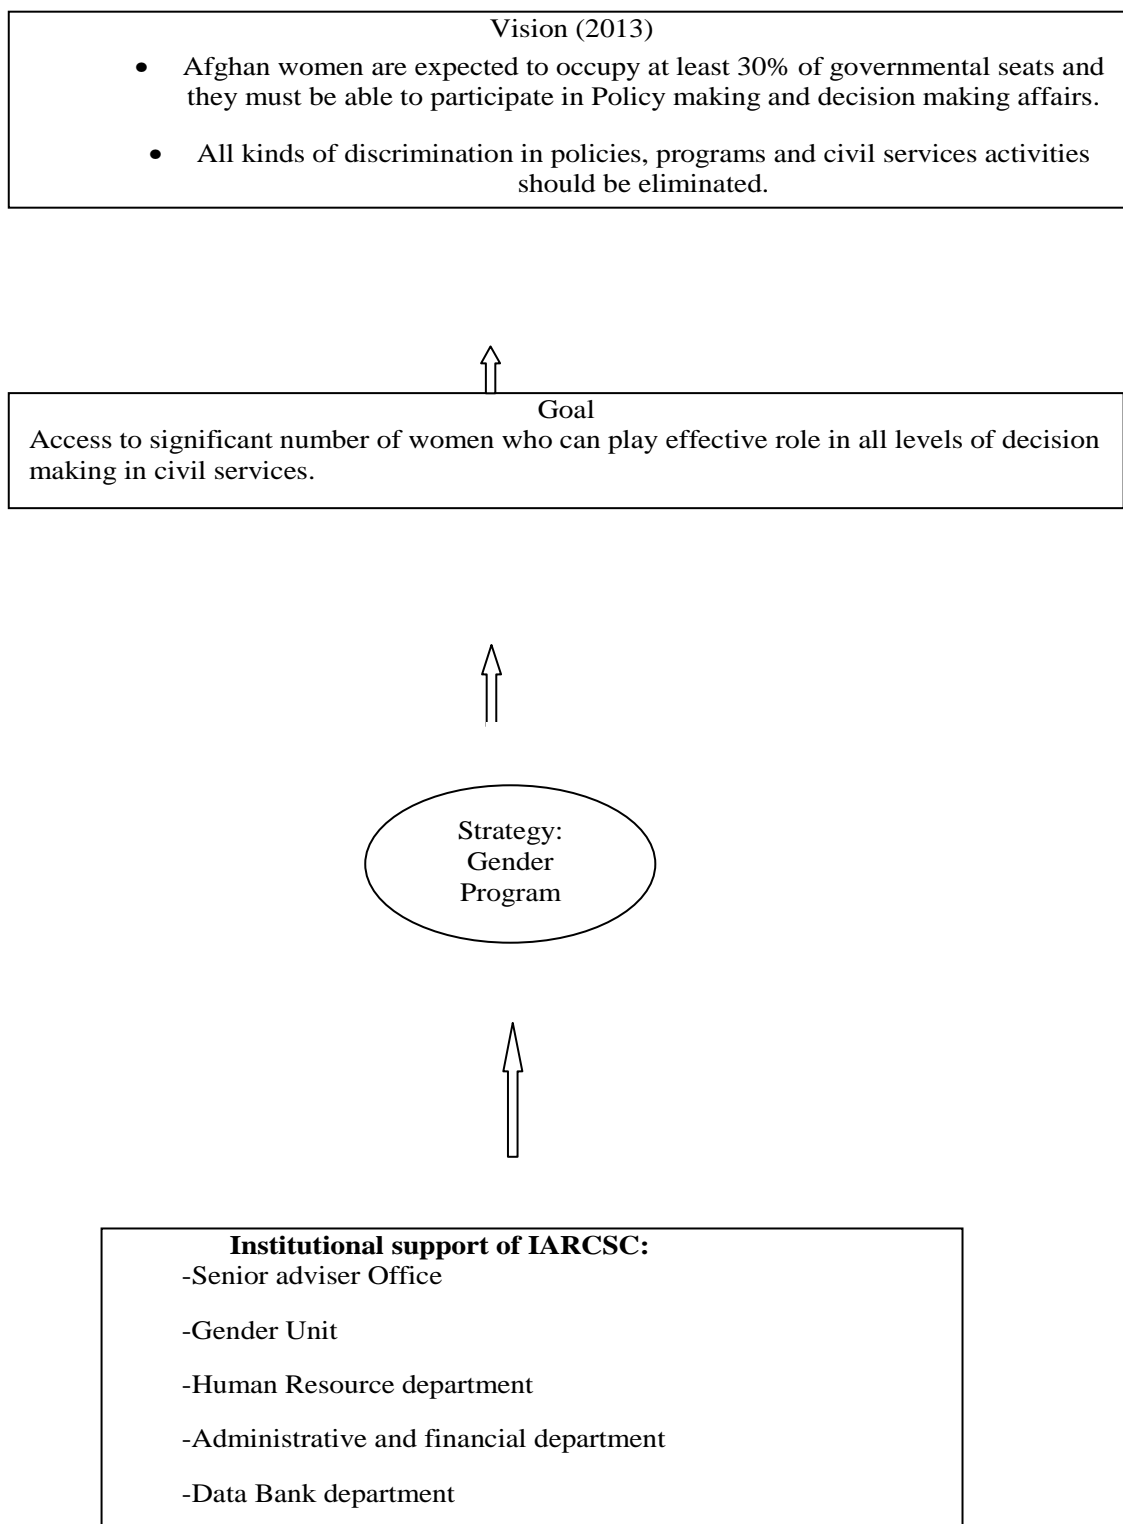 Vision (2013)
• Afghan women are expected to occupy at least 30% of governmental seats and
they must be able to participate in Policy making and decision making affairs.
• All kinds of discrimination in policies, programs and civil services activities
should be eliminated.
Goal
Access to significant number of women who can play effective role in all levels of decision
making in civil services.
Strategy:
Gender
Program
Institutional support of IARCSC:
-Senior adviser Office
-Gender Unit
-Human Resource department
-Administrative and financial department
-Data Bank department